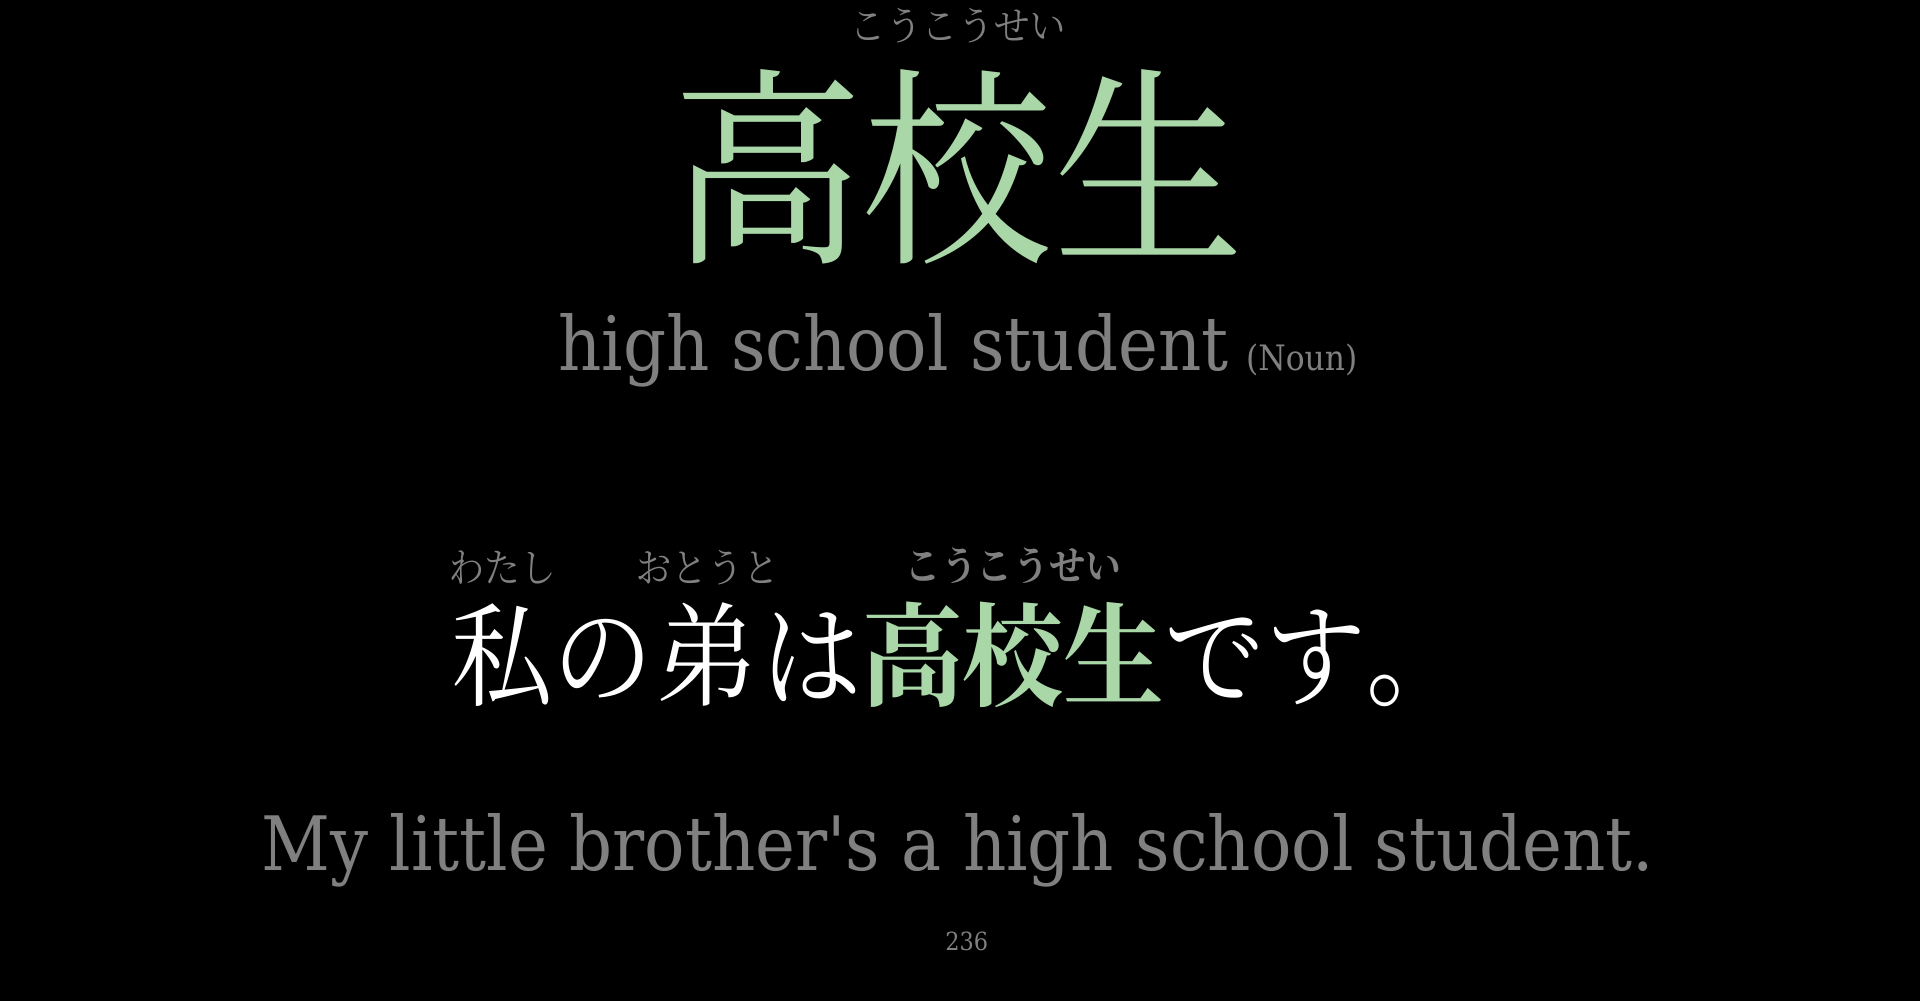 こうこうせい
高校生
high school student (Noun)
わたし おとうと こうこうせい
私の弟は高校生です。
My little brother's a high school student.
236